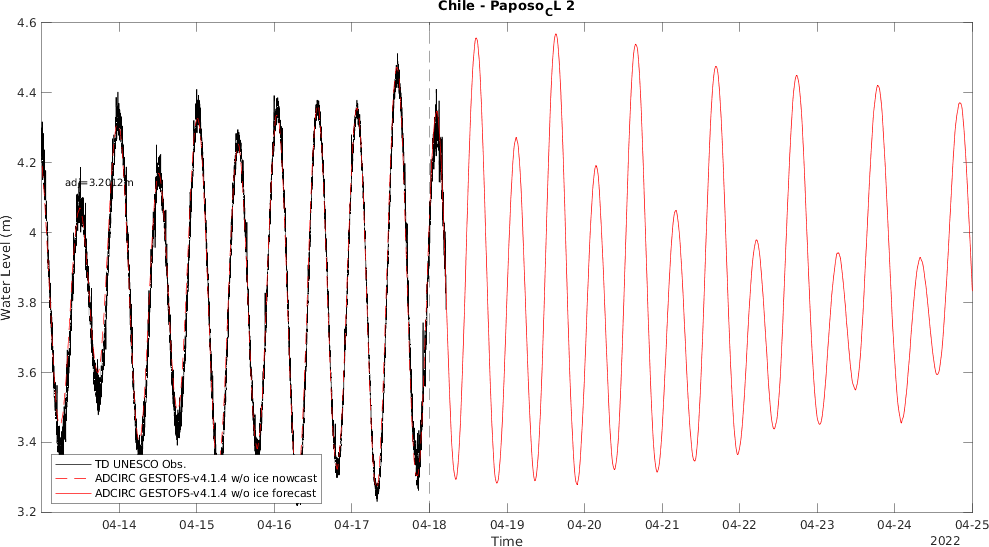 Chile - Paposo_CL 2
4.6
4.4
4.2
4
3.8
3.6
3.4
3.2
Water Level (m)
adj=3.2012m
TD UNESCO Obs.
ADCIRC GESTOFS-v4.1.4 w/o ice nowcast
ADCIRC GESTOFS-v4.1.4 w/o ice forecast
04-14 04-15 04-16 04-17 04-18 04-19 04-20 04-21 04-22 04-23 04-24 04-25
Time
2022